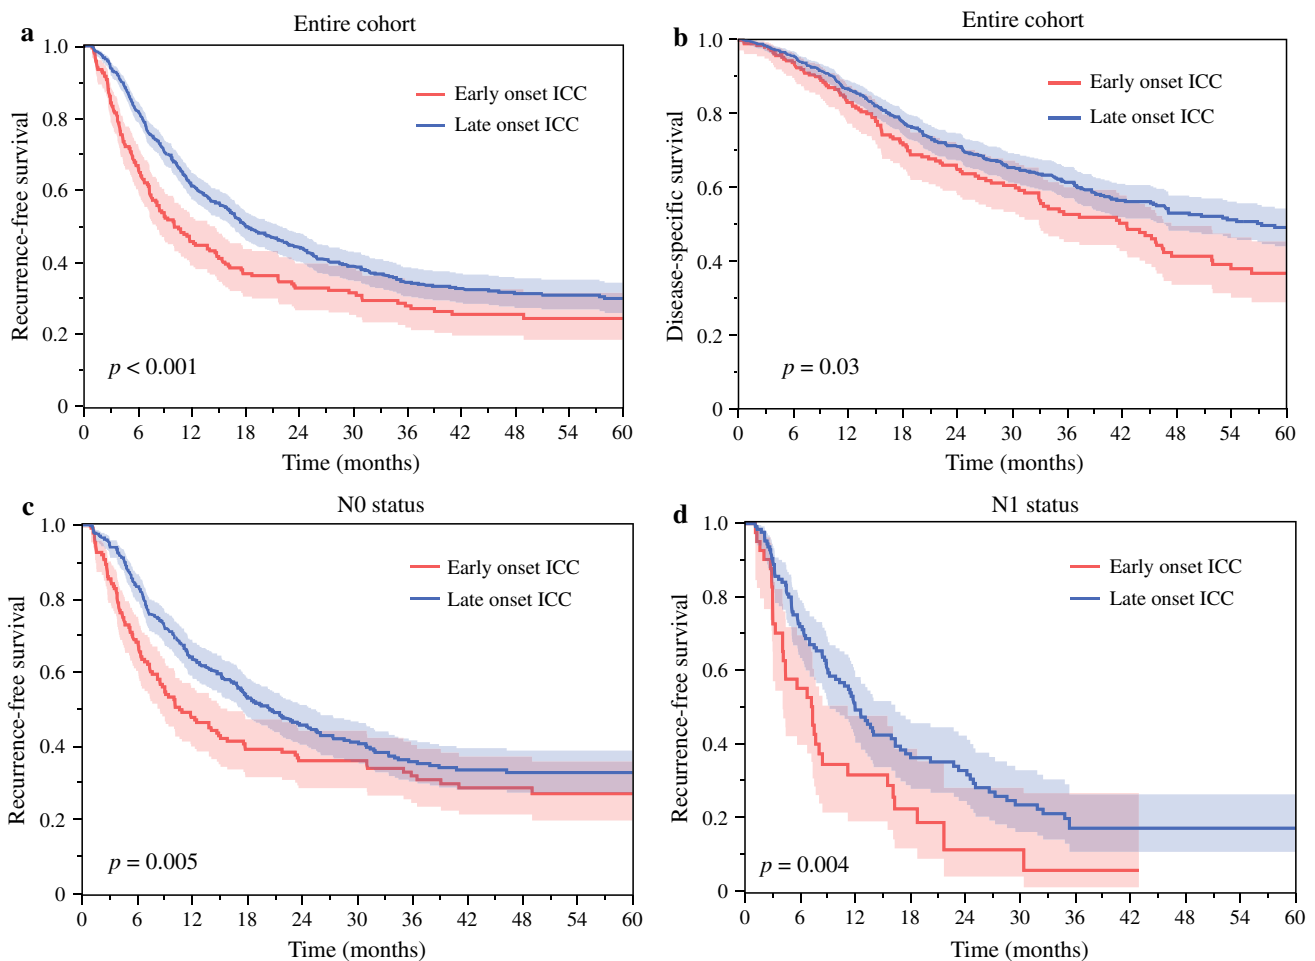 a
Entire cohort
Recurrence-free survival
1.0
0.8
0.6
0.4
0.2
0
Early onset ICC
Late onset ICC
p < 0.001
0 6 12 18 24 30 36 42 48 54 60
Time (months)
b
Entire cohort
Disease-specific survival
1.0
0.8
0.6
0.4
0.2
0
Early onset ICC
Late onset ICC
p = 0.03
0 6 12 18 24 30 36 42 48 54 60
Time (months)
c
N0 status
Recurrence-free survival
1.0
0.8
0.6
0.4
0.2
0
Early onset ICC
Late onset ICC
p = 0.005
0 6 12 18 24 30 36 42 48 54 60
Time (months)
d
N1 status
Recurrence-free survival
1.0
0.8
0.6
0.4
0.2
0
Early onset ICC
Late onset ICC
p = 0.004
0 6 12 18 24 30 36 42 48 54 60
Time (months)